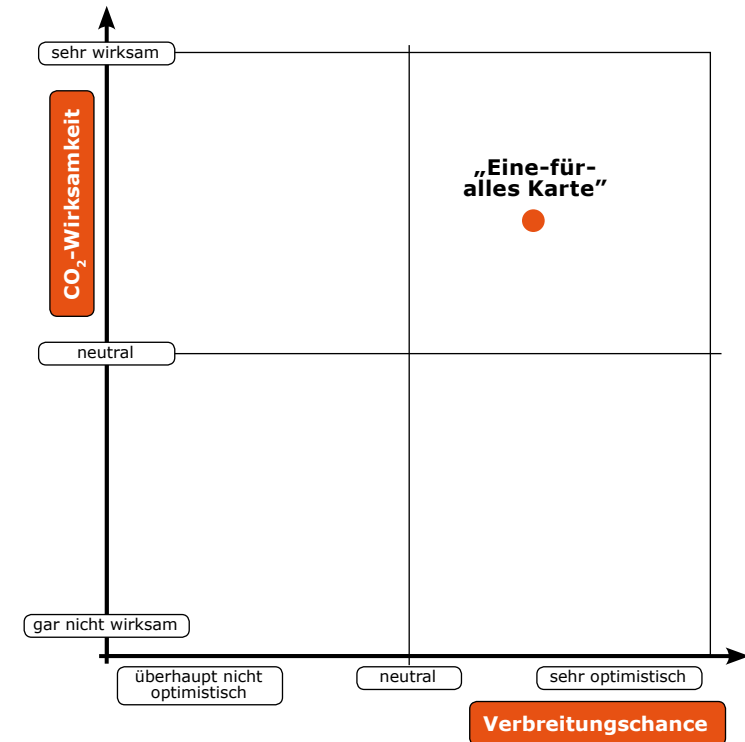 sehr wirksam
CO₂-Wirksamkeit
„Eine-für-
alles Karte”
neutral
gar nicht wirksam
überhaupt nicht
optimistisch
neutral
sehr optimistisch
Verbreitungschance